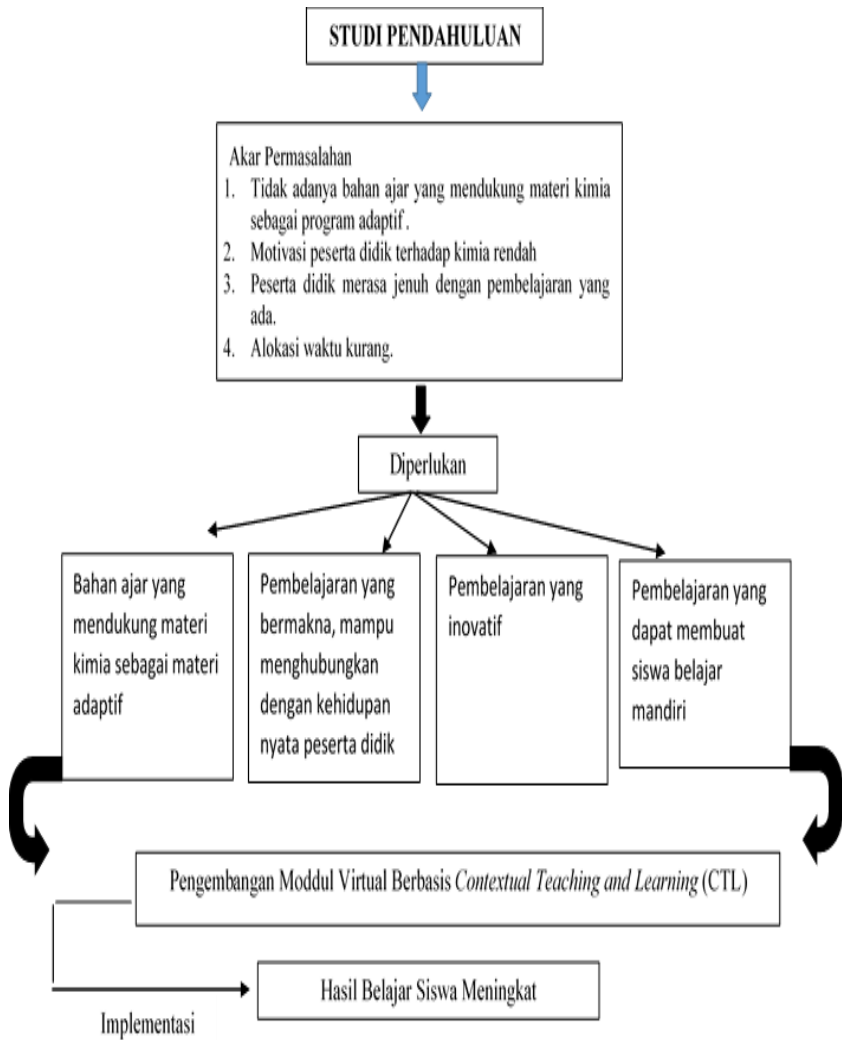 STUDI PENDAHULUAN
Akar Permasalahan
1. Tidak adanya bahan ajar yang mendukung materi kimia
sebagai program adaptif .
2. Motivasi peserta didik terhadap kimia rendah
3. Peserta didik merasa jenuh dengan pembelajaran yang
ada.
4. Alokasi waktu kurang.
Diperlukan
Bahan ajar yang
mendukung materi
kimia sebagai materi
adaptif
Pembelajaran yang
bermakna, mampu
menghubungkan
dengan kehidupan
nyata peserta didik
Pembelajaran yang
inovatif
Pembelajaran yang
dapat membuat
siswa belajar
mandiri
Pengembangan Moddul Virtual Berbasis Contextual Teaching and Learning (CTL)
Hasil Belajar Siswa Meningkat
Implementasi